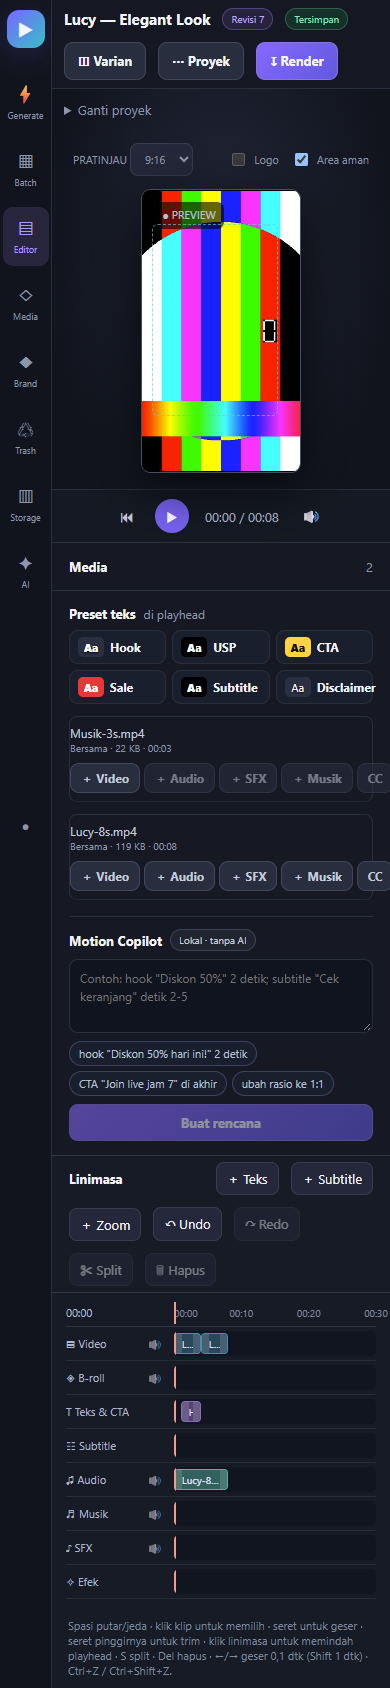 Lucy — Elegant Look
Revisi 7
Tersimpan
Varian
Proyek
Render
Generate
Batch
Editor
Media
Brand
Trash
Storage
AI
Ganti proyek
PRATINJAU
9:16
Logo
Area aman
PREVIEW
00:00 / 00:08
Media
2
Preset teks di playhead
Aa Hook
Aa USP
Aa CTA
Aa Sale
Aa Subtitle
Aa Disclaimer
Musik-3s.mp4
Bersama · 22 KB · 00:03
+ Video
+ Audio
+ SFX
+ Musik
CC
Lucy-8s.mp4
Bersama · 119 KB · 00:08
+ Video
+ Audio
+ SFX
+ Musik
CC
Motion Copilot
Lokal · tanpa AI
Contoh: hook "Diskon 50%" 2 detik; subtitle "Cek
keranjang" detik 2-5
hook "Diskon 50% hari ini!" 2 detik
CTA "Join live jam 7" di akhir
ubah rasio ke 1:1
Buat rencana
Linimasa
+ Teks
+ Subtitle
+ Zoom
Undo
Redo
Split
Hapus
00:00
00:00
00:10
00:20
00:30
Video
L...
L...
B-roll
T Teks & CTA
Subtitle
Audio
Lucy-8...
Musik
SFX
Efek
Spasi putar/jeda · klik klip untuk memilih · seret untuk geser ·
seret pinggirnya untuk trim · klik linimasa untuk memindah
playhead · S split · Del hapus · ←/→ geser 0,1 dtk (Shift 1 dtk) ·
Ctrl+Z / Ctrl+Shift+Z.